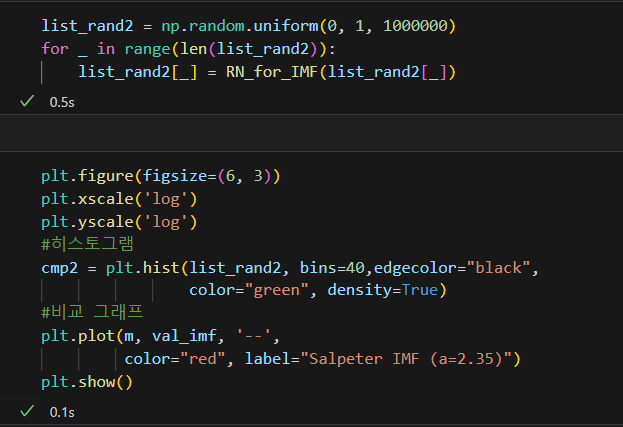 list_rand2 = np.random.uniform(0, 1, 1000000)
for _ in range(len(list_rand2)):
    list_rand2[_] = RN_for_IMF(list_rand2[_])
0.5s
plt.figure(figsize=(6, 3))
plt.xscale('log')
plt.yscale('log')
#히스토그램
cmp2 = plt.hist(list_rand2, bins=40,edgecolor="black",
                color="green", density=True)
#비교 그래프
plt.plot(m, val_imf, '--',
         color="red", label="Salpeter IMF (a=2.35)")
plt.show()
0.1s